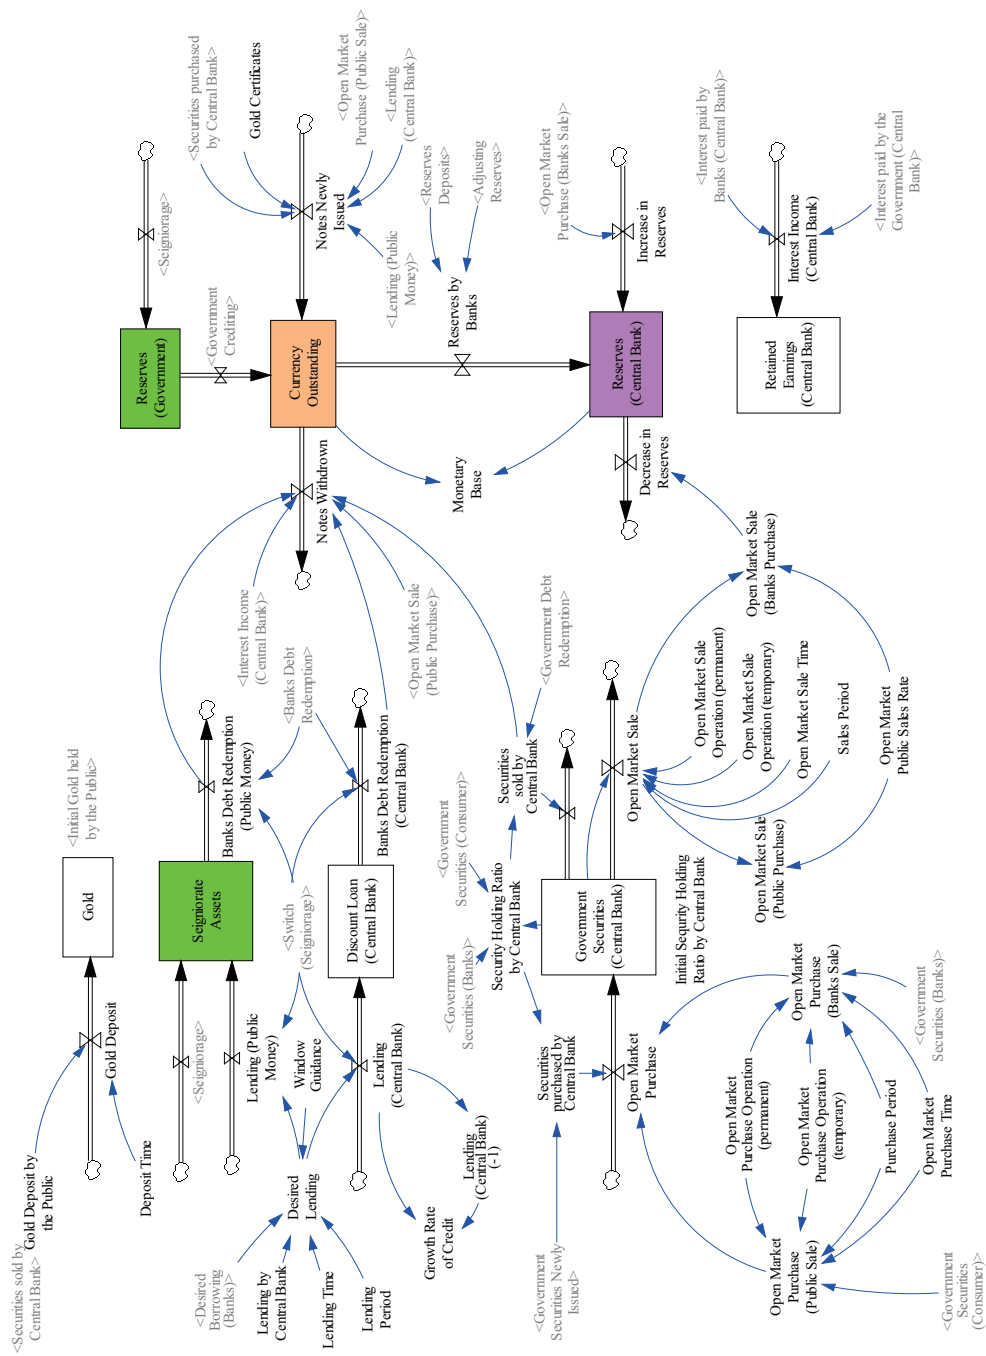 <Securities sold by
Central Bank>
Gold Deposit by
the Public
Deposit Time
Gold Deposit
Gold
<Initial Gold held
by the Public>
<Seigniorage>
Lending (Public
Money)
Seigniorate
Assets
Banks Debt Redemption
(Public Money)
<Desired
Borrowing
(Banks)>
Lending by
Central Bank
Lending Time
Lending
Period
Desired
Lending
Window
Guidance
<Switch
(Seigniorage)>
<Banks Debt
Redemption>
Discount Loan
(Central Bank)
Lending
(Central Bank)
Banks Debt Redemption
(Central Bank)
Growth Rate
of Credit
Lending
(Central Bank)
(-1)
<Interest Income
(Central Bank)>
<Open Market Sale
(Public Purchase)>
Reserves
(Government)
<Seigniorage>
<Government
Crediting>
Currency
Outstanding
Notes Withdrown
Notes Newly
Issued
<Securities purchased
by Central Bank>
Gold Certificates
<Open Market
Purchase (Public Sale)>
<Lending
(Central Bank)>
<Lending (Public
Money)>
<Reserves
Deposits>
<Adjusting
Reserves>
Reserves by
Banks
Monetary
Base
Reserves
(Central Bank)
Decrease in
Reserves
Increase in
Reserves
<Open Market
Purchase (Banks Sale)>
Retained
Earnings
(Central Bank)
Interest Income
(Central Bank)
<Interest paid by
Banks (Central Bank)>
<Interest paid by the
Government (Central
Bank)>
<Government
Securities (Consumer)>
<Government
Securities (Banks)>
Security Holding Ratio
by Central Bank
Securities
sold by
Central Bank
<Government Debt
Redemption>
Securities
purchased by
Central Bank
<Government
Securities Newly
Issued>
Government
Securities
(Central Bank)
Open Market
Purchase
Open Market Sale
Initial Sequrity Holding
Ratio by Central Bank
Open Market Sale
Operation (permanent)
Open Market Sale
Operation (temporary)
Open Market Sale Time
Sales Period
Open Market
Public Sales Rate
Open Market Sale
(Banks Purchase)
Open Market Sale
(Public Purchase)
Open Market
Purchase
(Banks Sale)
<Government
Securities (Banks)>
Open Market
Purchase Operation
(permanent)
Open Market
Purchase Operation
(temporary)
Purchase Period
Open Market
Purchase Time
Open Market
Purchase
(Public Sale)
<Government
Securities
(Consumer)>